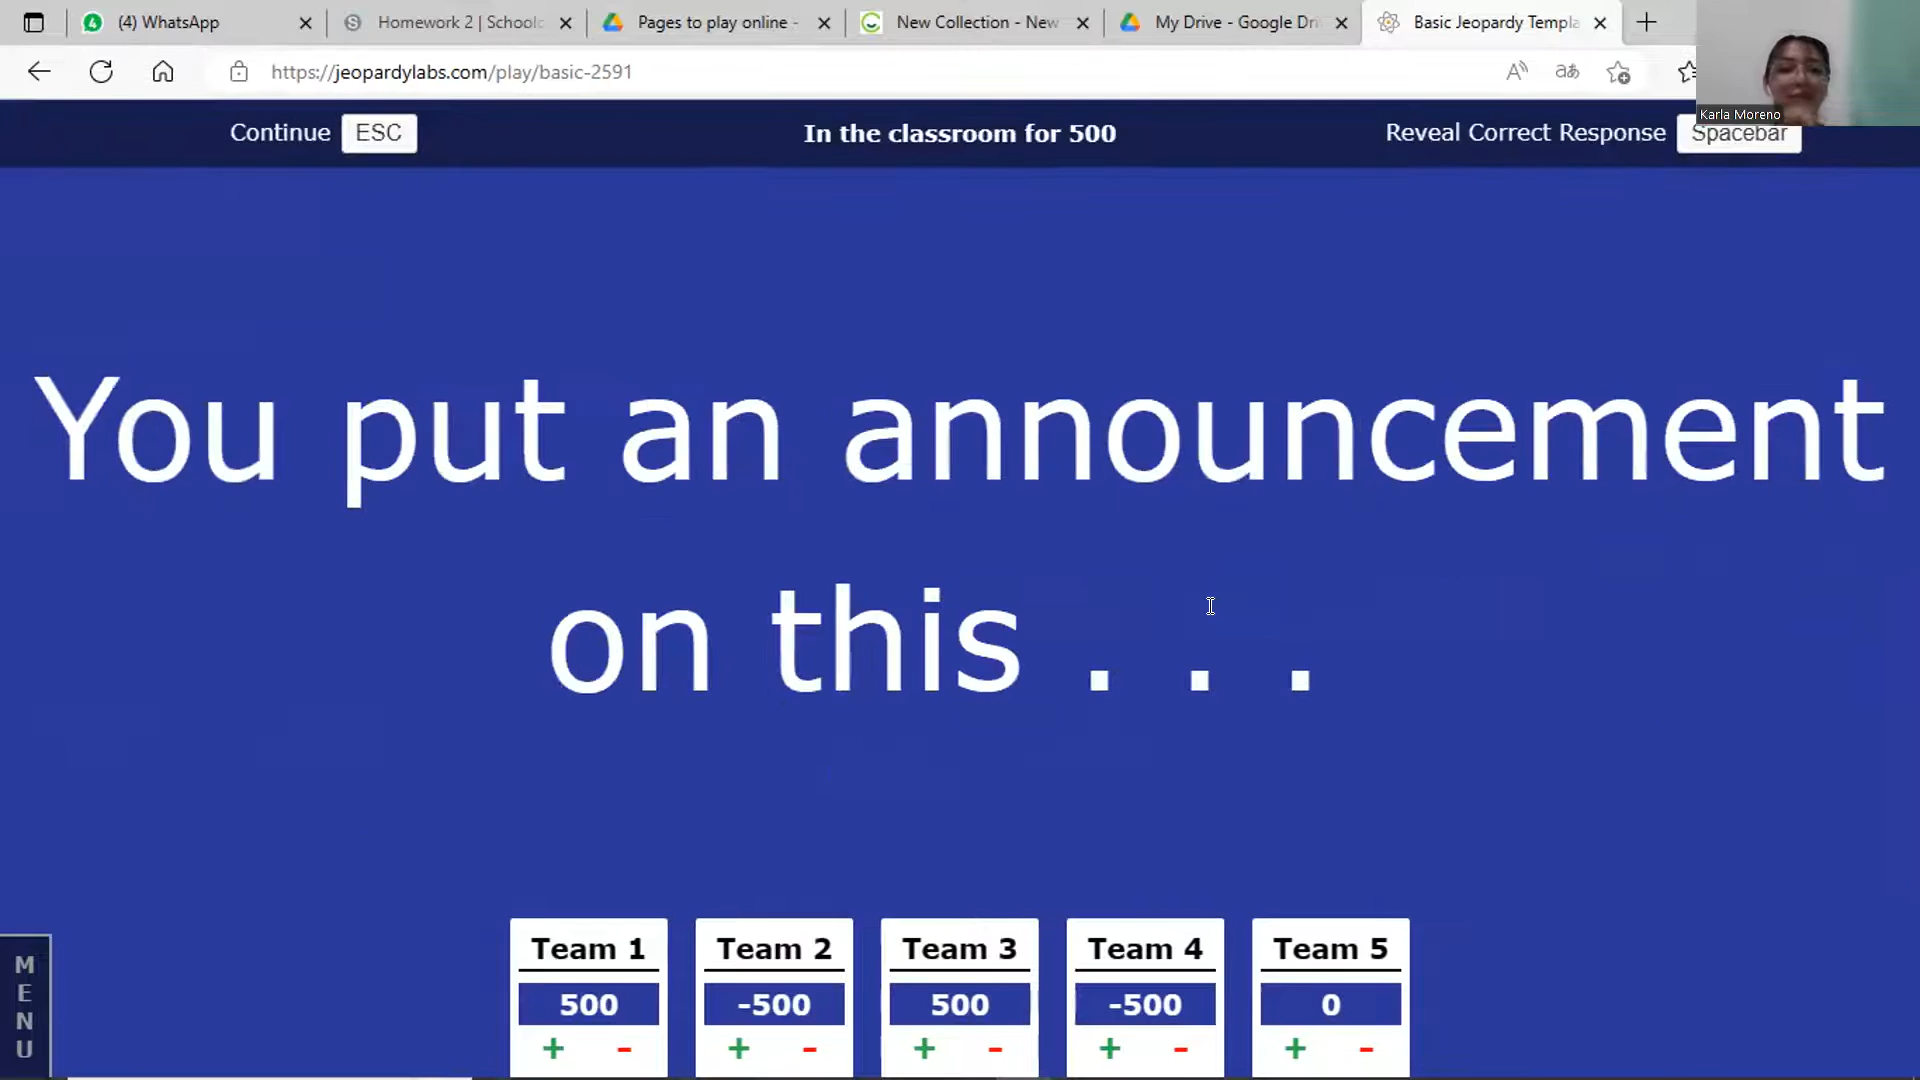 (4) WhatsApp
Homework 2 | Schoolo
Pages to play online -
New Collection - New
My Drive - Google Dri
Basic Jeopardy Templa
https://jeopardylabs.com/play/basic-2591
Karla Moreno
Continue ESC
In the classroom for 500
Reveal Correct Response Spacebar
You put an announcement
on this . . .
Team 1 Team 2 Team 3 Team 4 Team 5
500 -500 500 -500 0
+ - + - + - + - + -
MENU